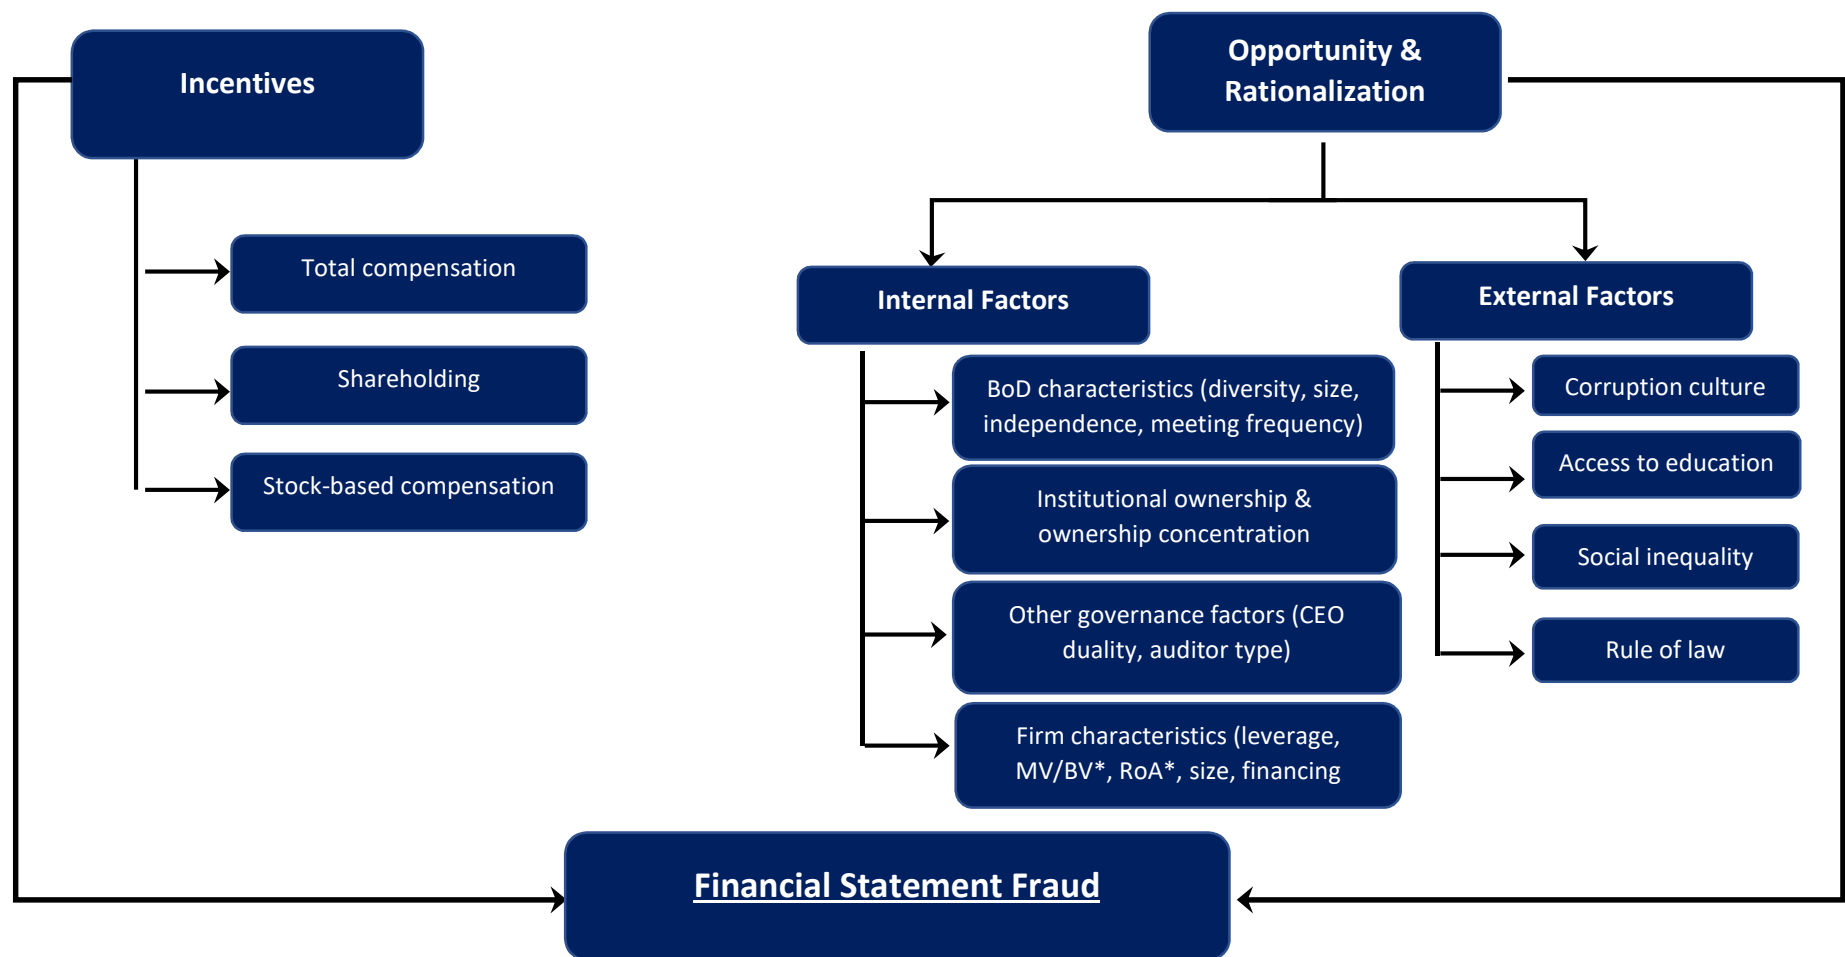 Incentives
Total compensation
Shareholding
Stock-based compensation
Opportunity &
Rationalization
Internal Factors
BoD characteristics (diversity, size,
independence, meeting frequency)
Institutional ownership &
ownership concentration
Other governance factors (CEO
duality, auditor type)
Firm characteristics (leverage,
MV/BV*, RoA*, size, financing
External Factors
Corruption culture
Access to education
Social inequality
Rule of law
Financial Statement Fraud